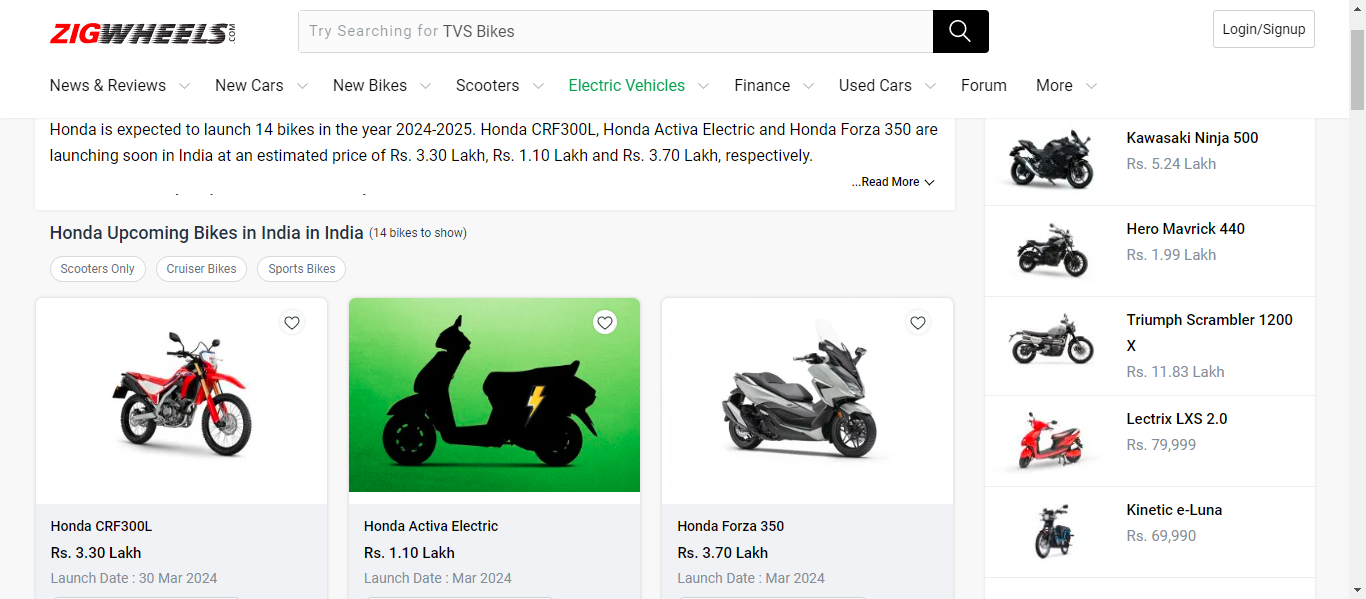 ZIGWHEELS.COM
Try Searching for TVS Bikes
Login/Signup
News & Reviews
New Cars
New Bikes
Scooters
Electric Vehicles
Finance
Used Cars
Forum
More
Honda is expected to launch 14 bikes in the year 2024-2025. Honda CRF300L, Honda Activa Electric and Honda Forza 350 are
launching soon in India at an estimated price of Rs. 3.30 Lakh, Rs. 1.10 Lakh and Rs. 3.70 Lakh, respectively.
...Read More
Honda Upcoming Bikes in India in India (14 bikes to show)
Scooters Only
Cruiser Bikes
Sports Bikes
Honda CRF300L
Rs. 3.30 Lakh
Launch Date : 30 Mar 2024
Honda Activa Electric
Rs. 1.10 Lakh
Launch Date : Mar 2024
Honda Forza 350
Rs. 3.70 Lakh
Launch Date : Mar 2024
Kawasaki Ninja 500
Rs. 5.24 Lakh
Hero Mavrick 440
Rs. 1.99 Lakh
Triumph Scrambler 1200
X
Rs. 11.83 Lakh
Lectrix LXS 2.0
Rs. 79,999
Kinetic e-Luna
Rs. 69,990